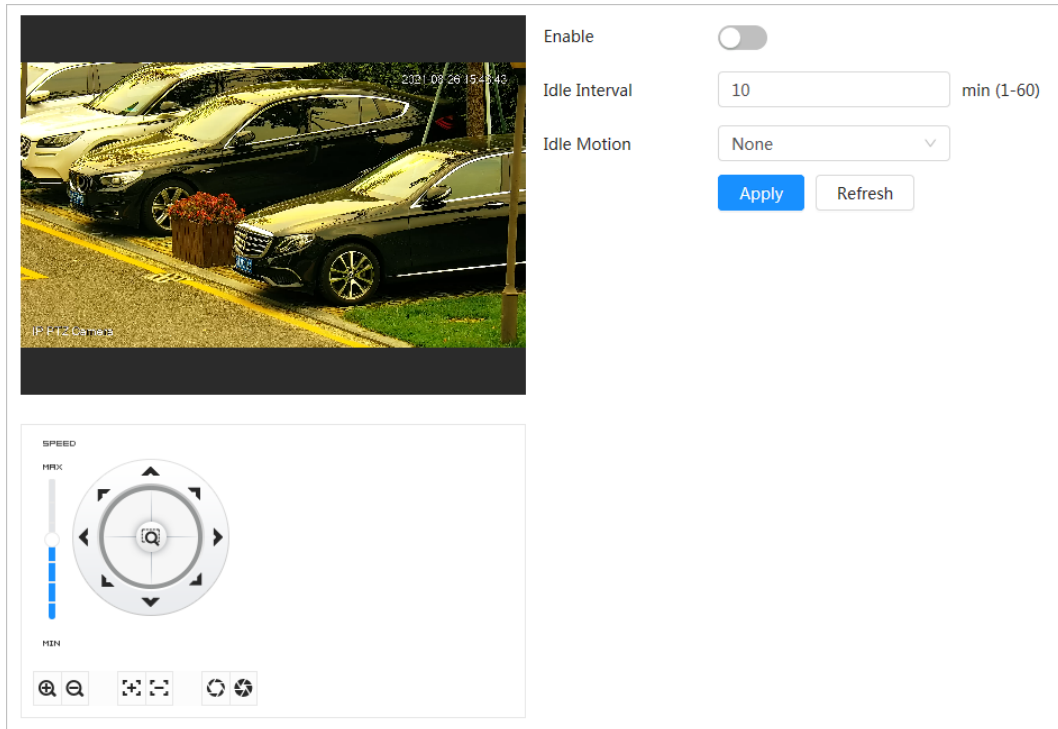 Enable
2021-08-26 15:48:43
Idle Interval
10
min (1-60)
Idle Motion
None
Apply
Refresh
IP PTZ Camera
SPEED
MAX
MIN